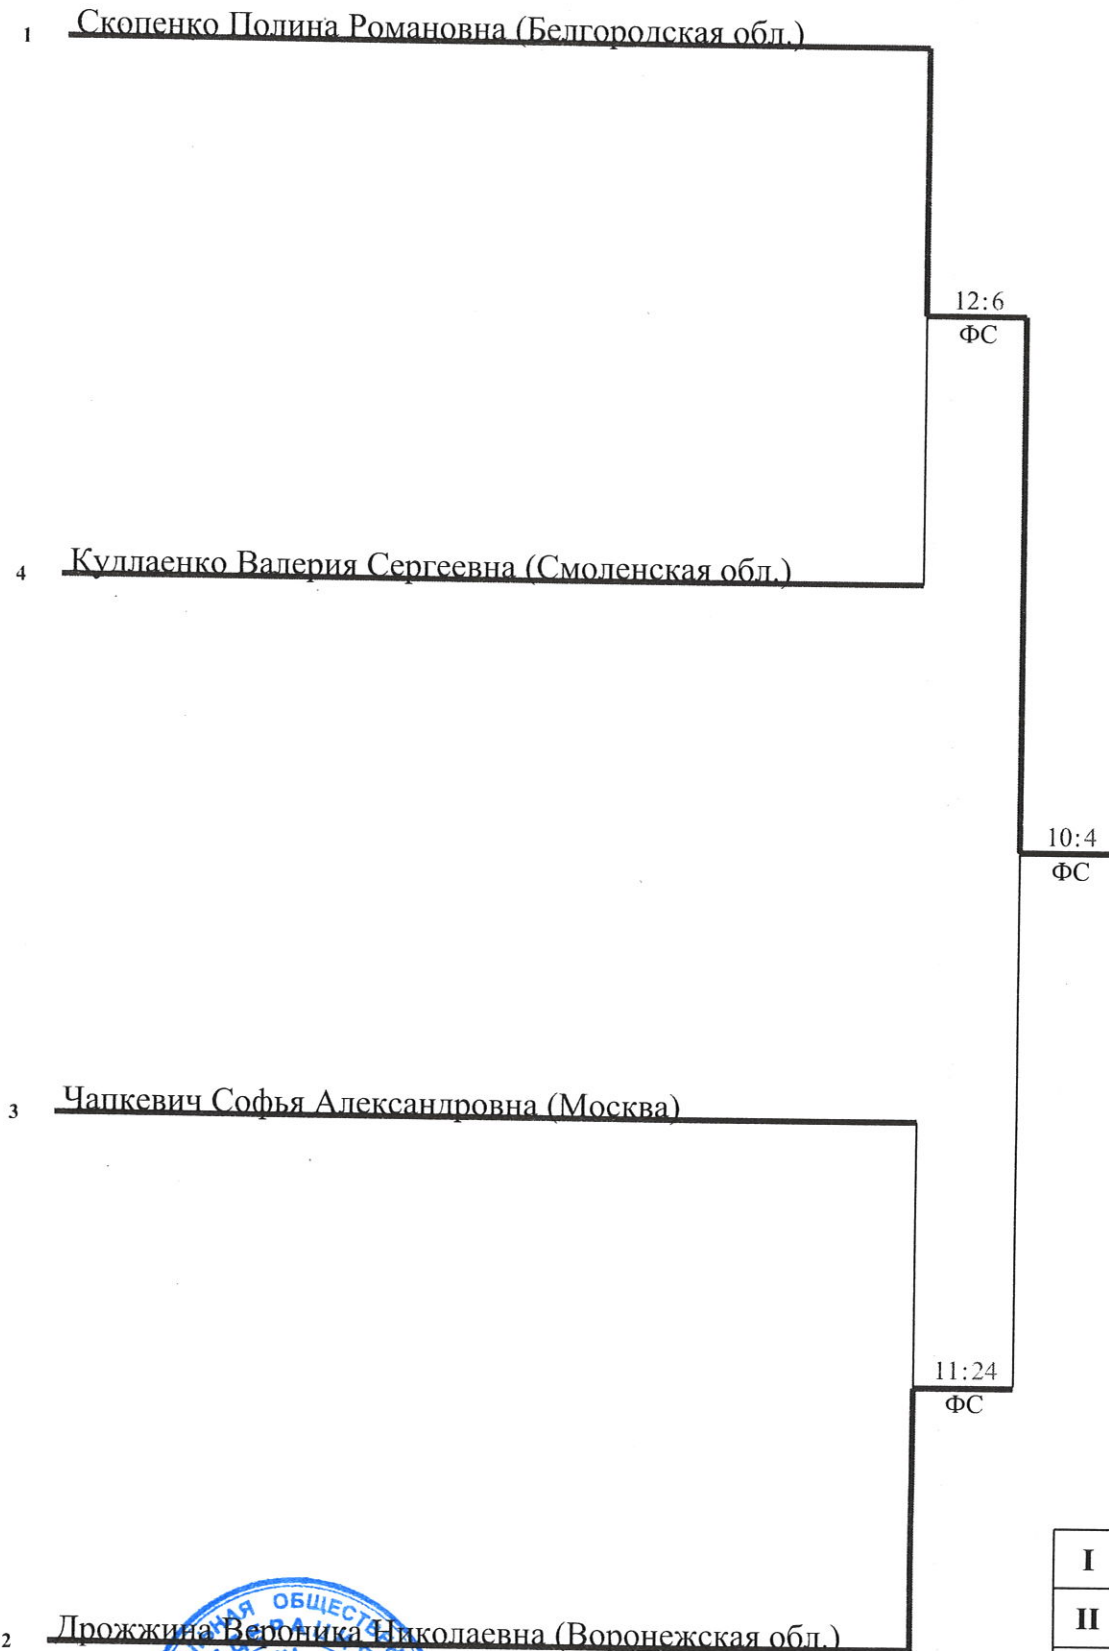 1 Скопенко Полина Романовна (Белгородская обл.)
12:6
ФС
4 Кудлаенко Валерия Сергеевна (Смоленская обл.)
10:4
ФС
3 Чапкевич Софья Александровна (Москва)
11:24
ФС
I
II
ОБЩЕСТВ
2 Дрожжина Вероника Николаевна (Воронежская обл.)